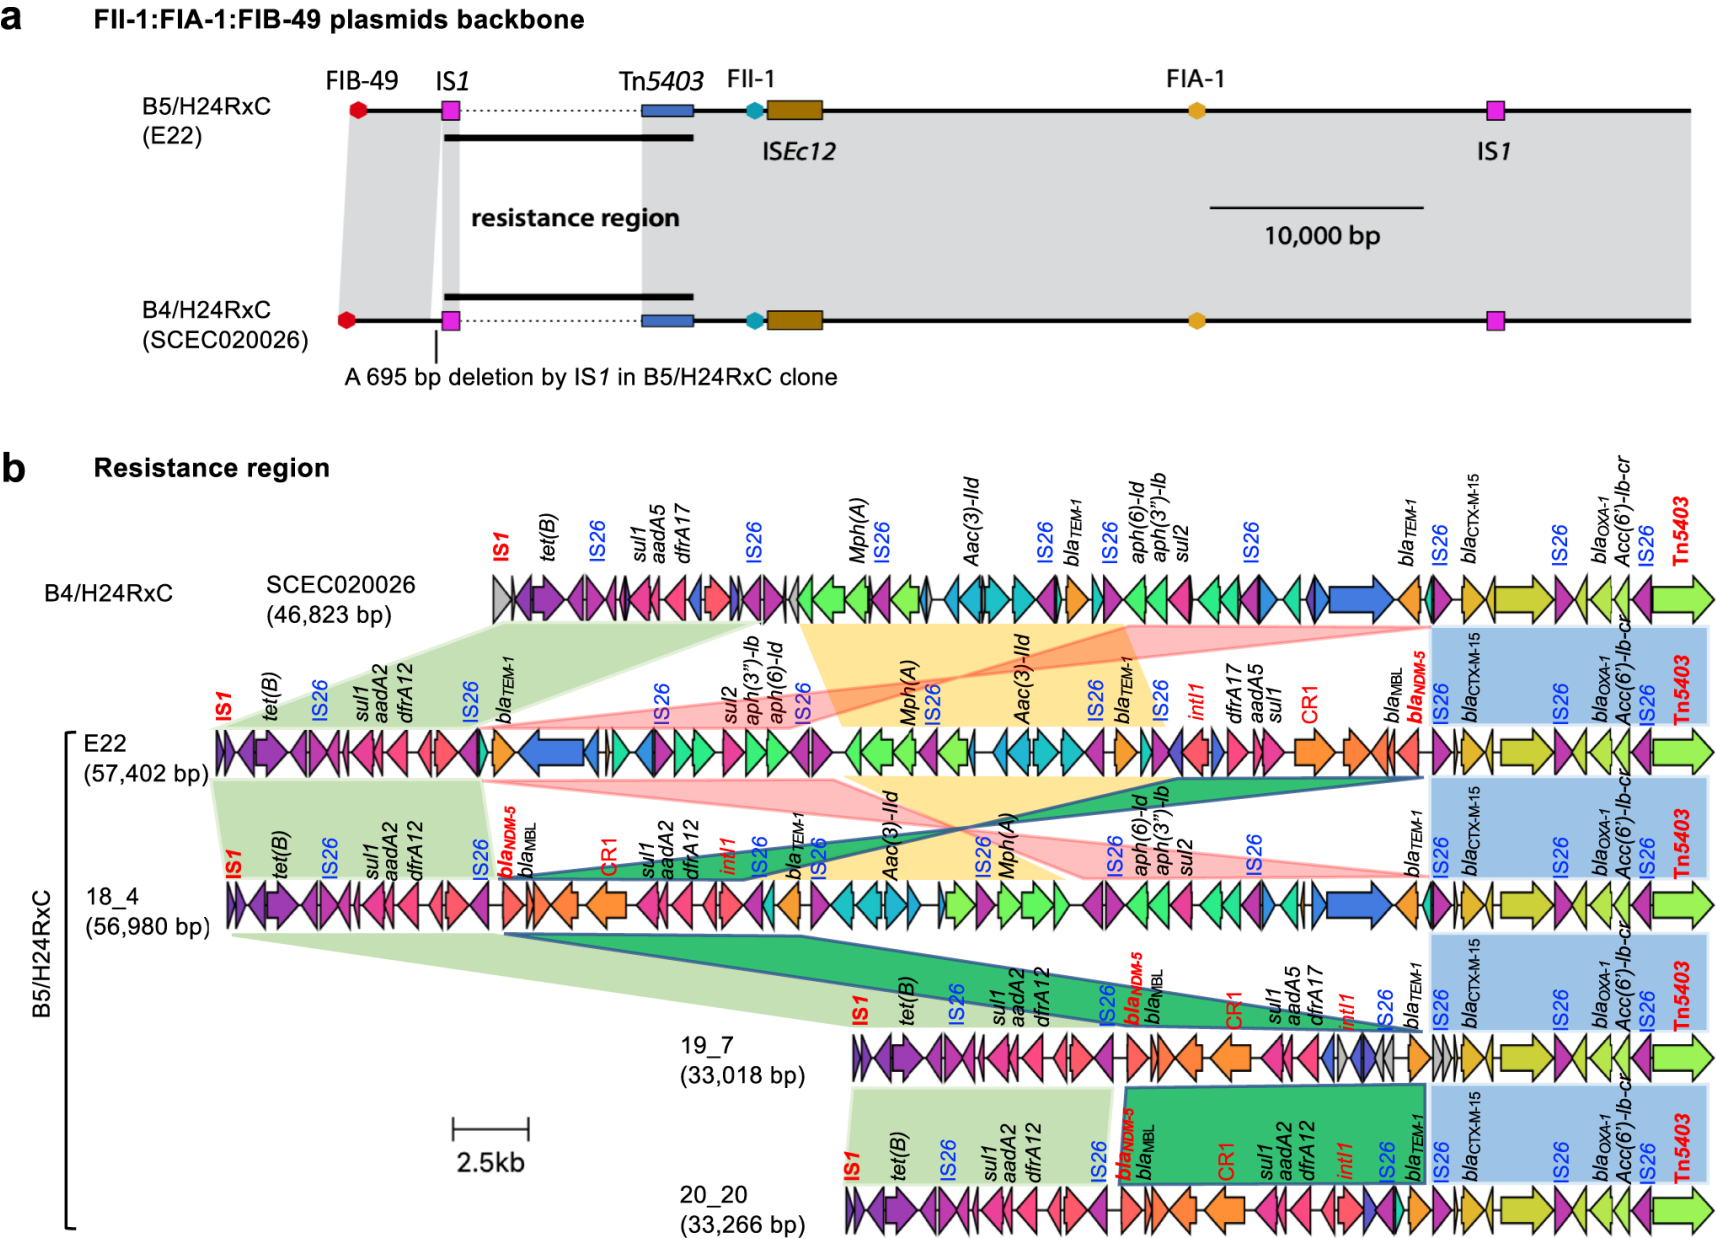 a FII-1:FIA-1:FIB-49 plasmids backbone
FIB-49 IS1 Tn5403 FII-1 FIA-1
B5/H24RxC
(E22)
ISEc12 IS1
resistance region
10,000 bp
B4/H24RxC
(SCEC020026)
A 695 bp deletion by IS1 in B5/H24RxC clone
b Resistance region
IS1 tet(B) IS26 sul1 aadA5 dfrA17 IS26 Mph(A) IS26 Aac(3)-IId IS26 blaTEM-1 IS26 aph(6)-Id aph(3")-Ib sul2 IS26 blaTEM-1 IS26 blaCTX-M-15 IS26 blaOXA-1 Acc(6')-Ib-cr IS26 Tn5403
B4/H24RxC
SCEC020026
(46,823 bp)
IS1 tet(B) IS26 sul1 aadA2 dfrA12 IS26 blaTEM-1 IS26 sul2 aph(3")-Ib aph(6)-Id IS26 Mph(A) IS26 Aac(3)-IId IS26 blaTEM-1 IS26 intI1 dfrA17 aadA5 sul1 CR1 blaMBL blaNDM-5 IS26 blaCTX-M-15 IS26 blaOXA-1 Acc(6')-Ib-cr IS26 Tn5403
E22
(57,402 bp)
IS1 tet(B) IS26 sul1 aadA2 dfrA12 IS26 blaNDM-5 blaMBL CR1 sul1 aadA2 dfrA12 intI1 IS26 blaTEM-1 IS26 Aac(3)-IId IS26 Mph(A) IS26 aph(6)-Id aph(3")-Ib sul2 IS26 blaTEM-1 IS26 blaCTX-M-15 IS26 blaOXA-1 Acc(6')-Ib-cr IS26 Tn5403
18_4
(56,980 bp)
B5/H24RxC
IS1 tet(B) IS26 sul1 aadA2 dfrA12 IS26 blaNDM-5 blaMBL CR1 sul1 aadA5 dfrA17 intI1 IS26 blaTEM-1 IS26 blaCTX-M-15 IS26 blaOXA-1 Acc(6')-Ib-cr IS26 Tn5403
19_7
(33,018 bp)
IS1 tet(B) IS26 sul1 aadA2 dfrA12 IS26 blaNDM-5 blaMBL CR1 sul1 aadA2 dfrA12 intI1 IS26 blaTEM-1 IS26 blaCTX-M-15 IS26 blaOXA-1 Acc(6')-Ib-cr IS26 Tn5403
2.5kb
20_20
(33,266 bp)